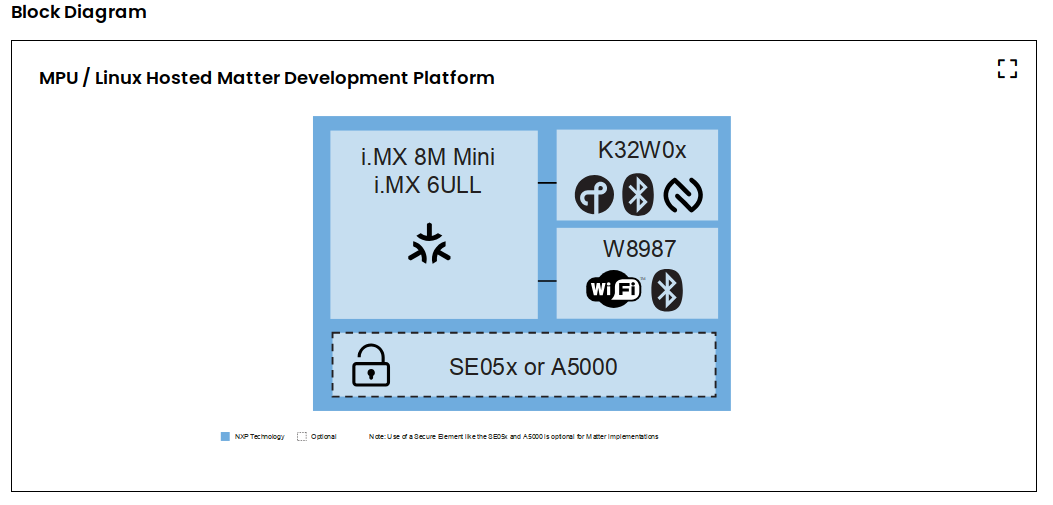 Block Diagram
MPU / Linux Hosted Matter Development Platform
i.MX 8M Mini
i.MX 6ULL
K32W0x
W8987
Wi Fi
SE05x or A5000
NXP Technology
Optional
Note: Use of a Secure Element like the SE05x and A5000 is optional for Matter Implementations